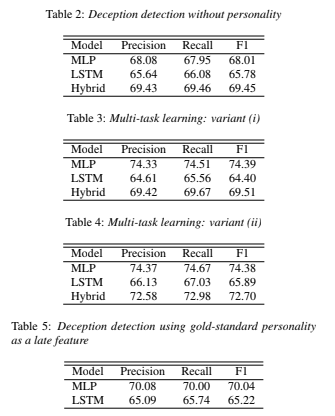 Table 2: Deception detection without personality
Model Precision Recall F1
MLP 68.08 67.95 68.01
LSTM 65.64 66.08 65.78
Hybrid 69.43 69.46 69.45
Table 3: Multi-task learning: variant (i)
Model Precision Recall F1
MLP 74.33 74.51 74.39
LSTM 64.61 65.56 64.40
Hybrid 69.42 69.67 69.51
Table 4: Multi-task learning: variant (ii)
Model Precision Recall F1
MLP 74.37 74.67 74.38
LSTM 66.13 67.03 65.89
Hybrid 72.58 72.98 72.70
Table 5: Deception detection using gold-standard personality
as a late feature
Model Precision Recall F1
MLP 70.08 70.00 70.04
LSTM 65.09 65.74 65.22